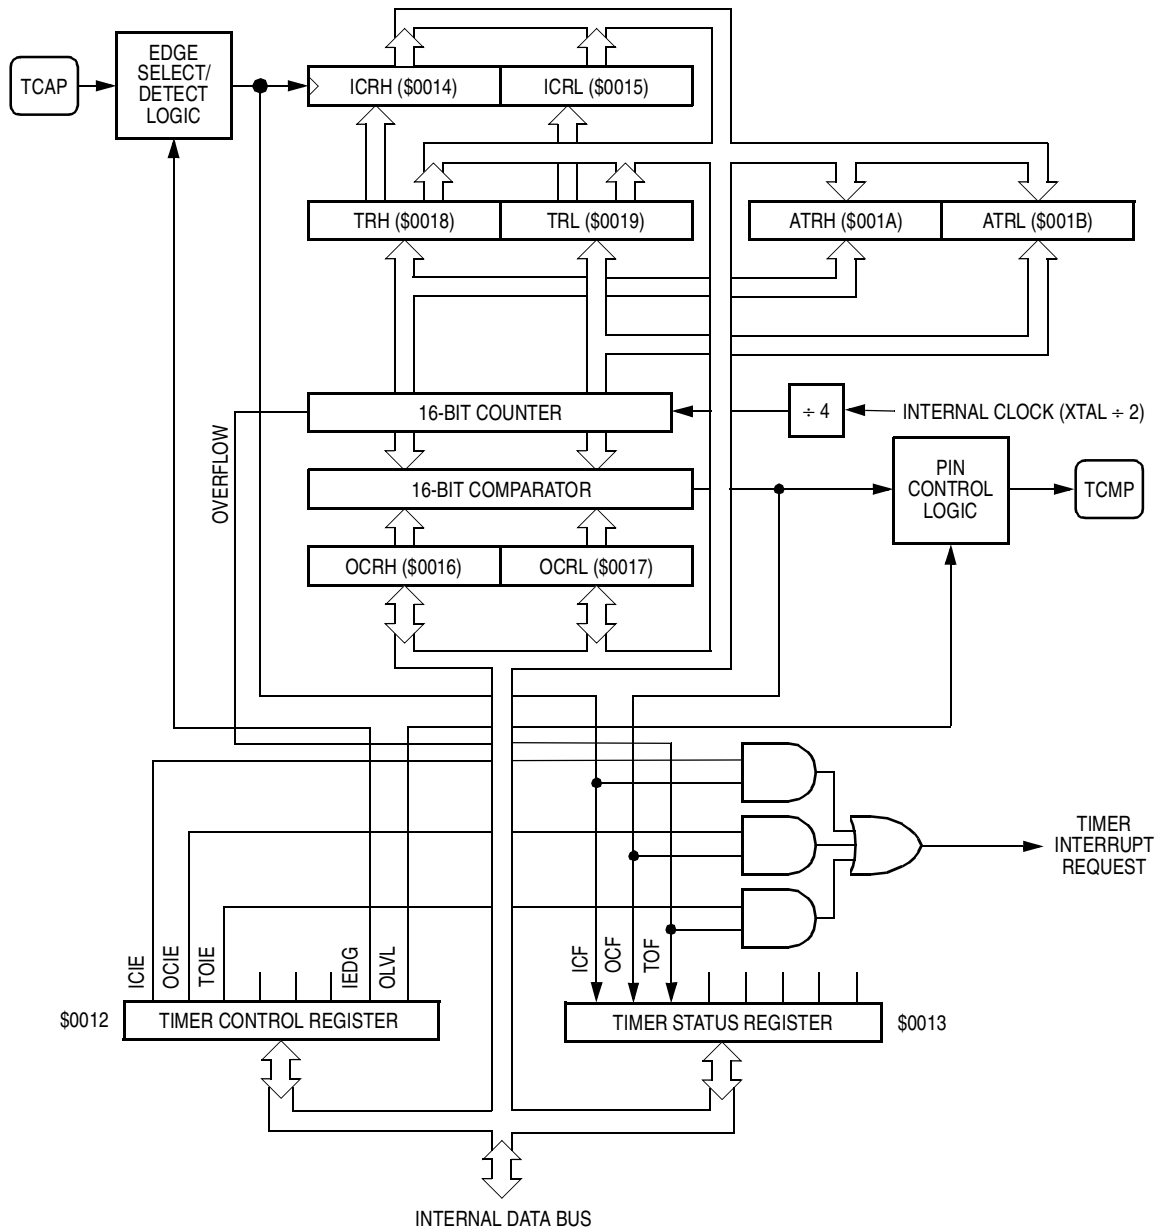 TCAP
EDGE
SELECT/
DETECT
LOGIC
ICRH ($0014)
ICRL ($0015)
TRH ($0018)
TRL ($0019)
ATRH ($001A)
ATRL ($001B)
16-BIT COUNTER
÷ 4
INTERNAL CLOCK (XTAL ÷ 2)
OVERFLOW
16-BIT COMPARATOR
PIN
CONTROL
LOGIC
TCMP
OCRH ($0016)
OCRL ($0017)
TIMER
INTERRUPT
REQUEST
ICIE
OCIE
TOIE
IEDG
OLVL
ICF
OCF
TOF
$0012
TIMER CONTROL REGISTER
TIMER STATUS REGISTER
$0013
INTERNAL DATA BUS